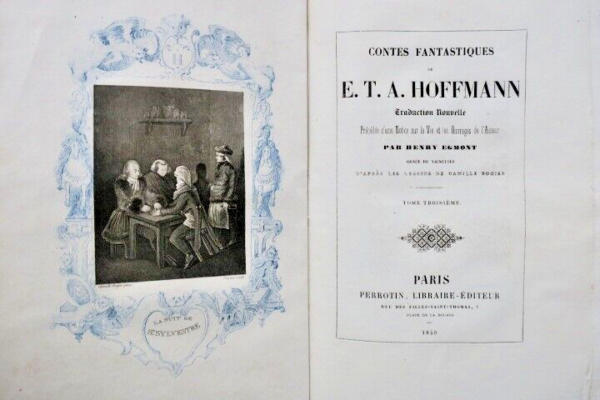 LA NUIT DE
ST SYLVESTRE
CONTES FANTASTIQUES
DE
E. T. A. HOFFMANN
Traduction Nouvelle
Précédée d'une Notice sur la Vie et les Ouvrages de l'Auteur
PAR HENRY EGMONT
ORNÉE DE VIGNETTES
D'APRÈS LES DESSINS DE CAMILLE ROGIER
TOME TROISIÈME.
PARIS
PERROTIN, LIBRAIRE-ÉDITEUR
RUE DES FILLES-SAINT-THOMAS, 1
PLACE DE LA BOURSE
1840